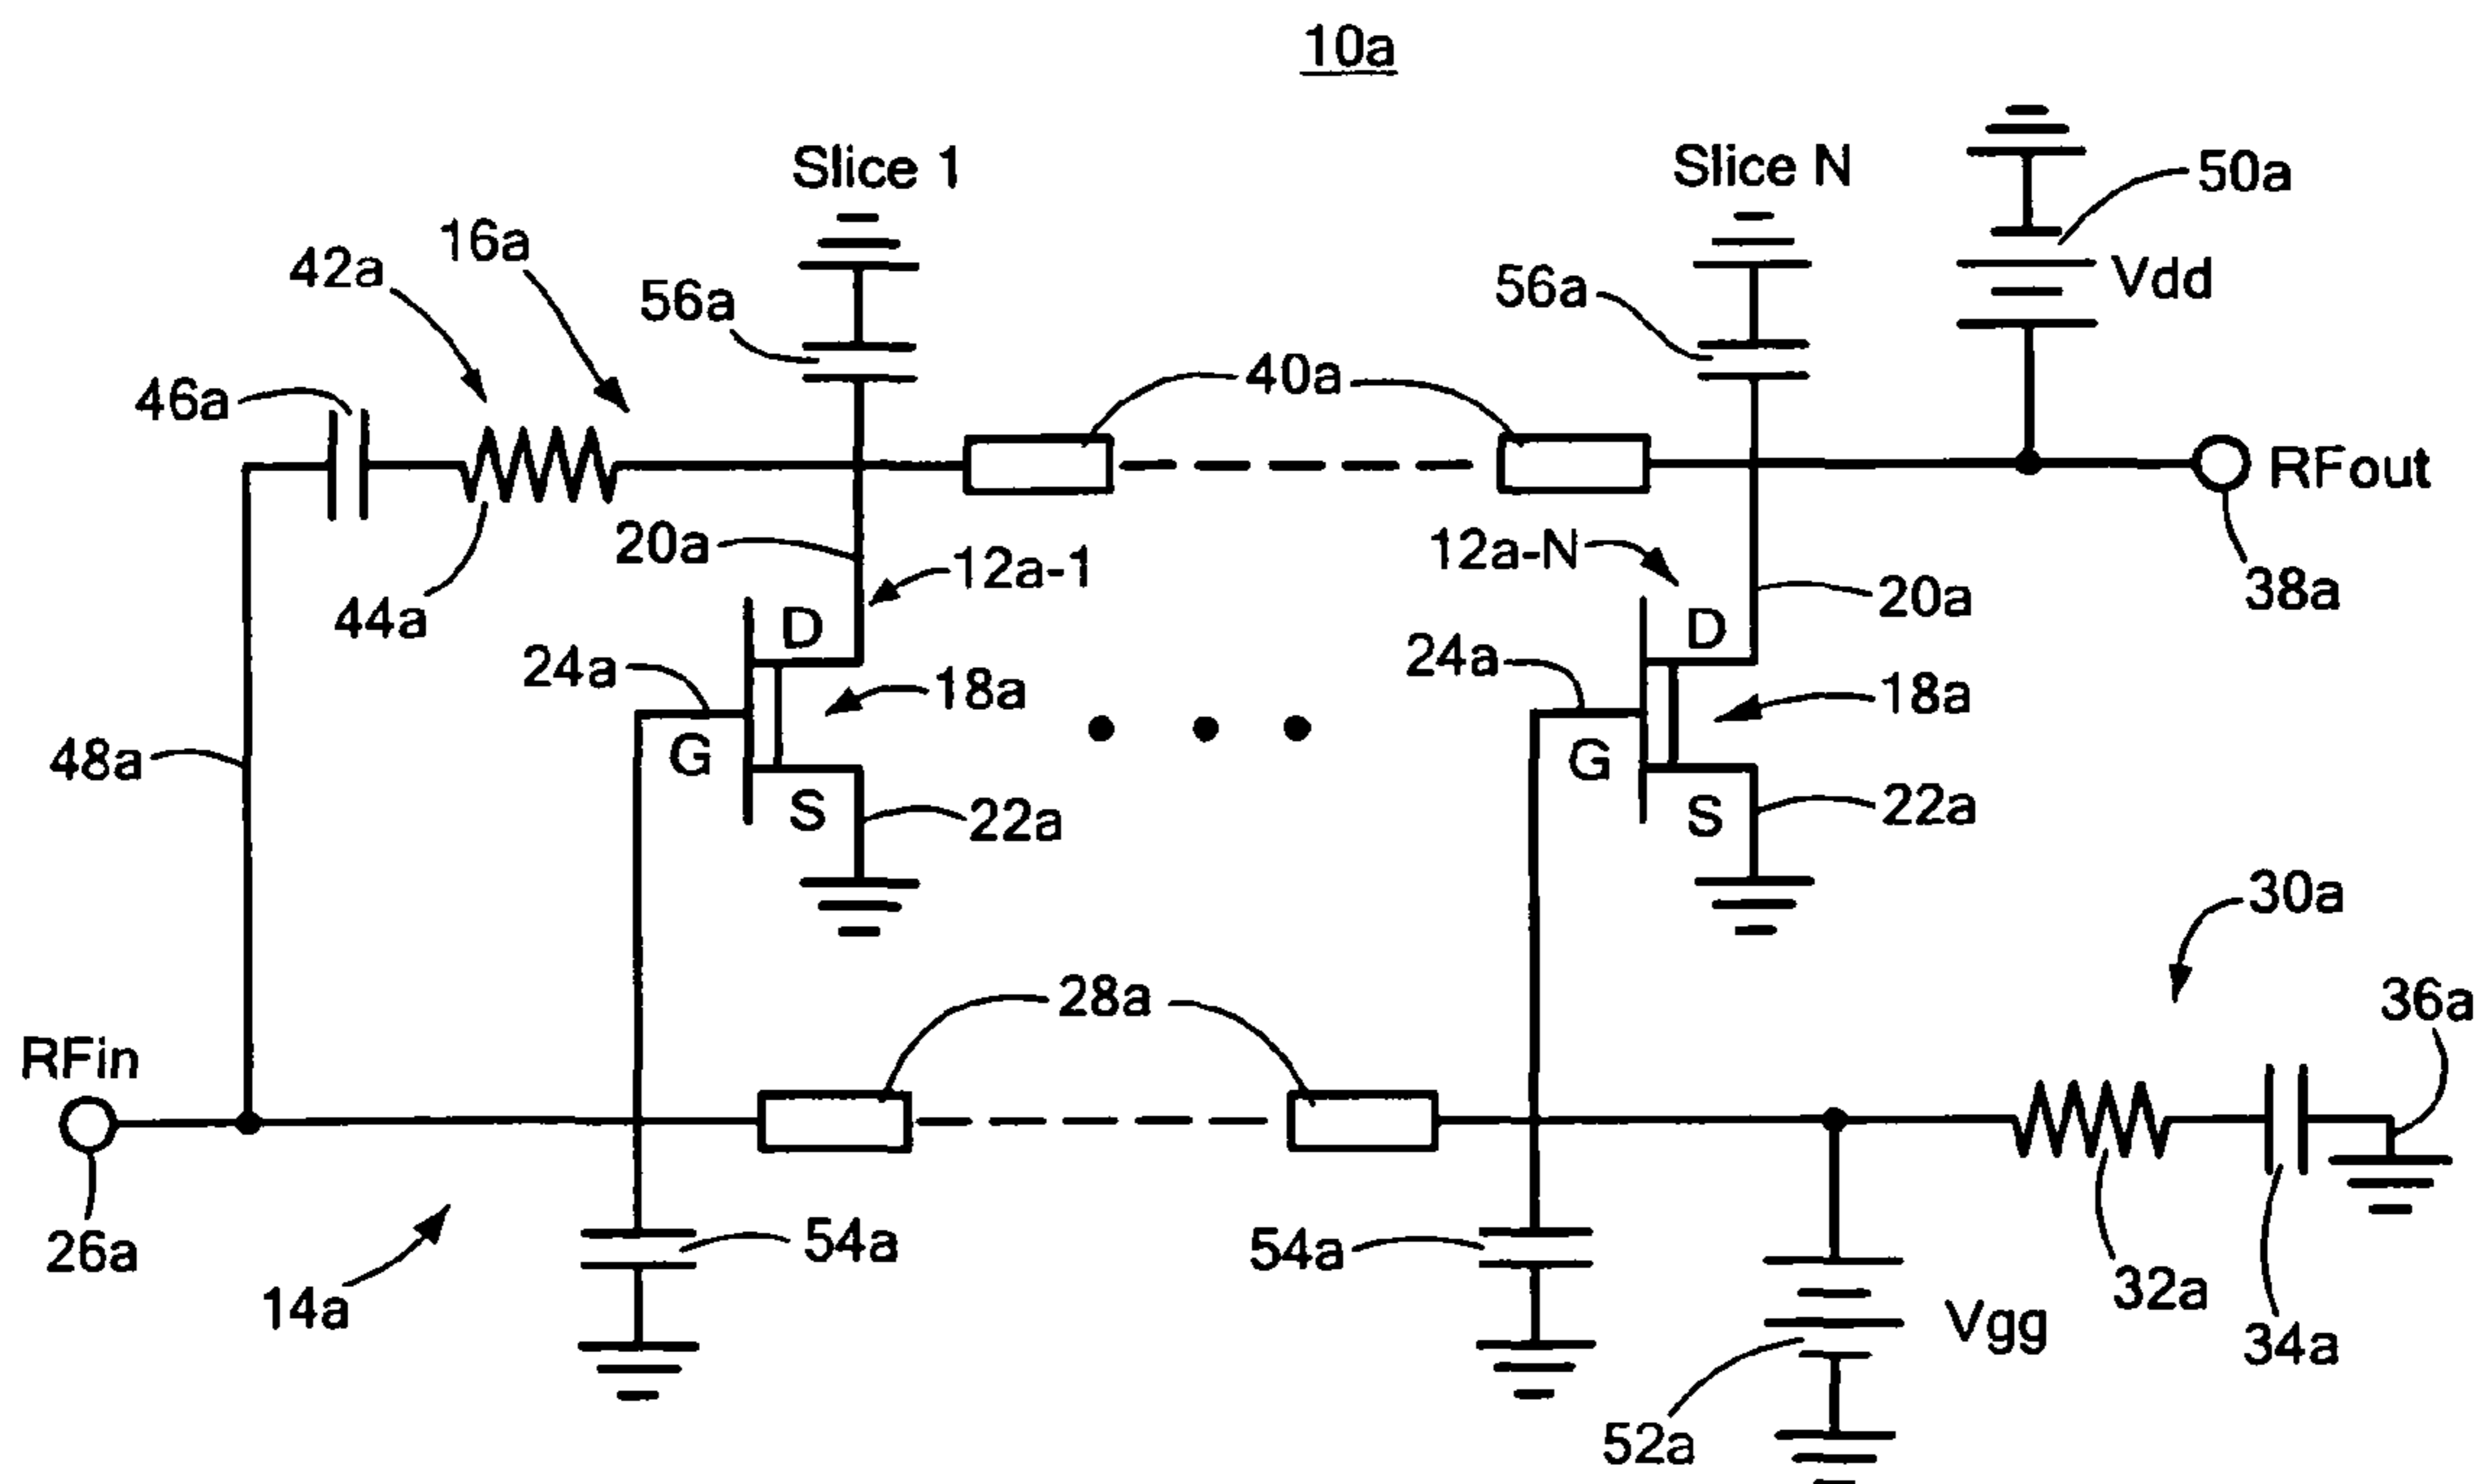 10a
Slice 1
Slice N
50a
16a
42a
56a
56a
Vdd
46a
40a
RFout
20a
12a-1
12a-N
20a
38a
44a
D
D
24a
24a
18a
18a
48a
G
G
S
22a
S
22a
30a
28a
36a
RFin
26a
54a
54a
14a
32a
Vgg
34a
52a